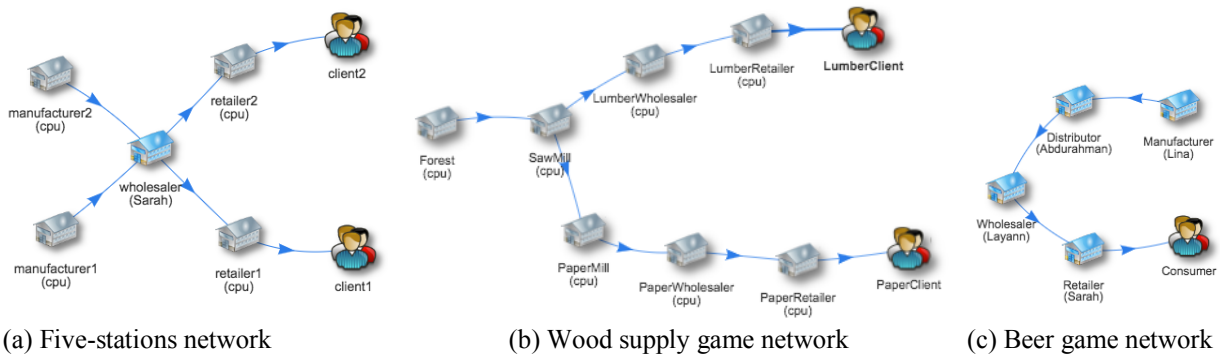 client2
manufacturer2
(cpu)
retailer2
(cpu)
wholesaler
(Sarah)
manufacturer1
(cpu)
retailer1
(cpu)
client1
(a) Five-stations network
LumberRetailer
(cpu)
LumberClient
LumberWholesaler
(cpu)
Forest
(cpu)
SawMill
(cpu)
PaperMill
(cpu)
PaperWholesaler
(cpu)
PaperRetailer
(cpu)
PaperClient
(b) Wood supply game network
Distributor
(Abdurahman)
Manufacturer
(Lina)
Wholesaler
(Layann)
Retailer
(Sarah)
Consumer
(c) Beer game network